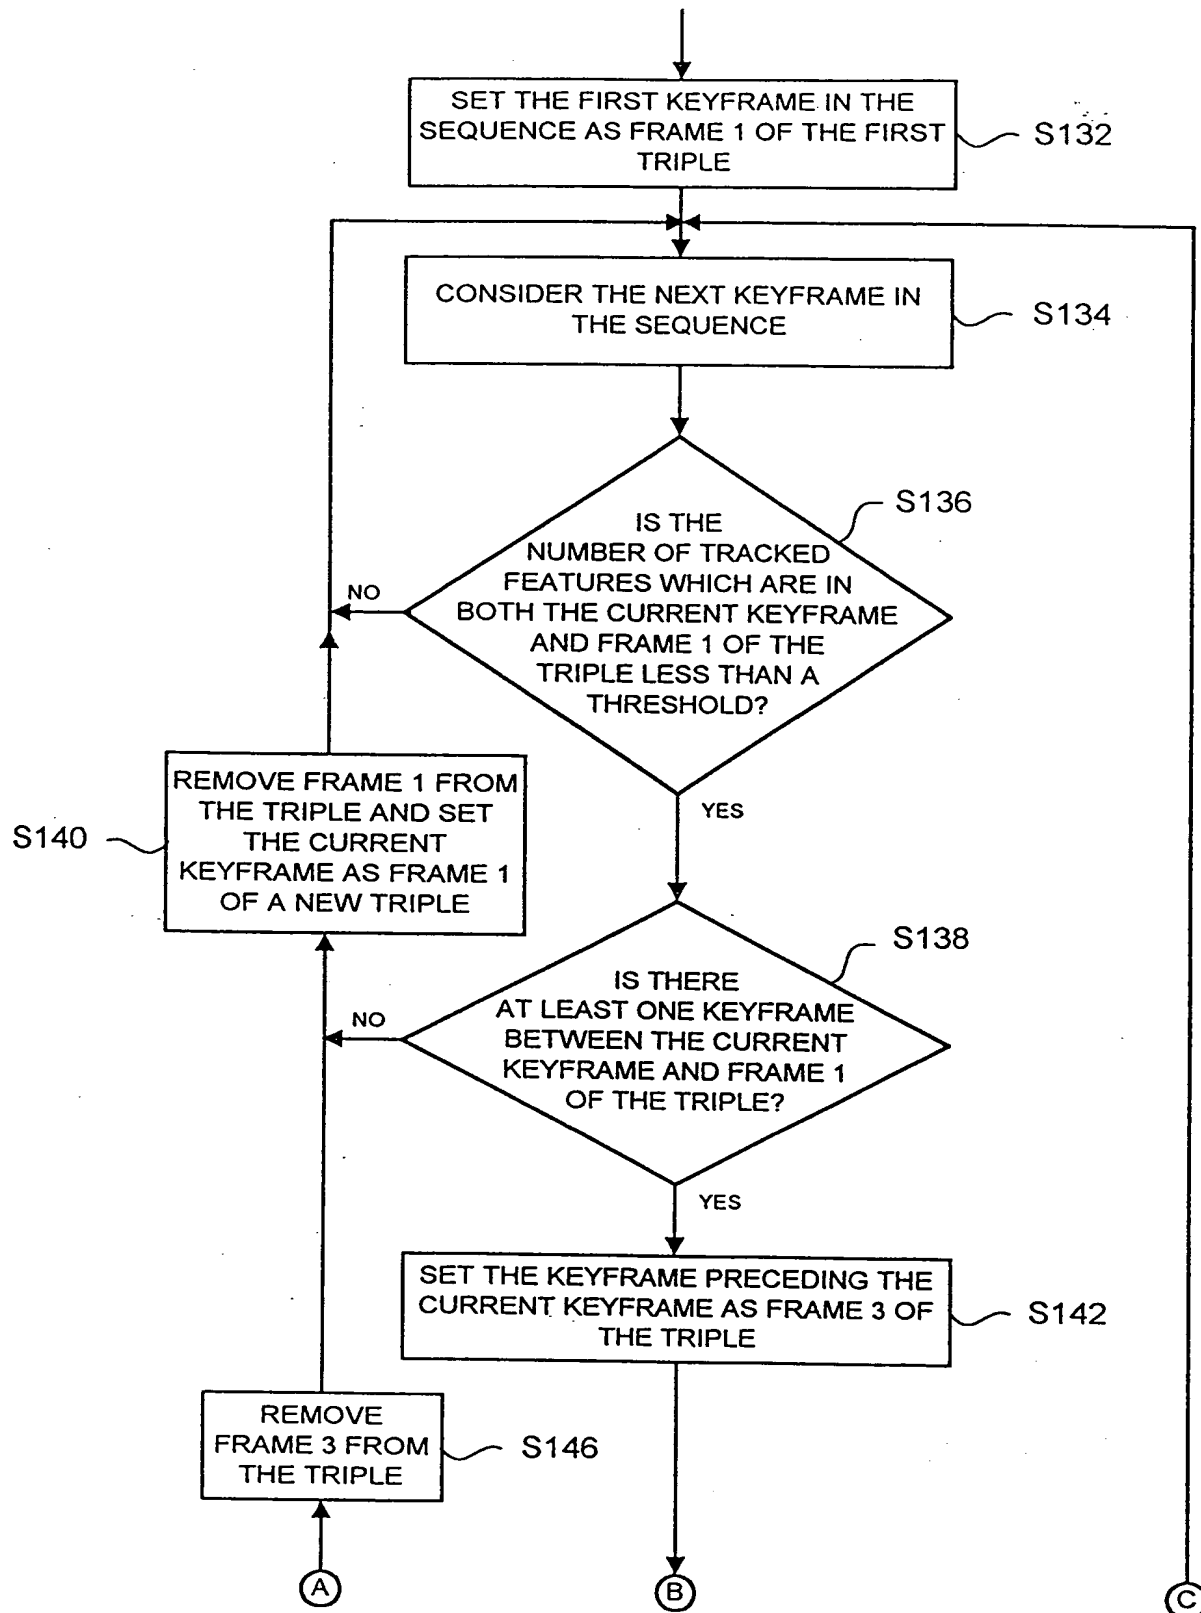 SET THE FIRST KEYFRAME IN THE
SEQUENCE AS FRAME 1 OF THE FIRST
TRIPLE
S132
CONSIDER THE NEXT KEYFRAME IN
THE SEQUENCE
S134
S136
IS THE
NUMBER OF TRACKED
FEATURES WHICH ARE IN
BOTH THE CURRENT KEYFRAME
AND FRAME 1 OF THE
TRIPLE LESS THAN A
THRESHOLD?
NO
YES
REMOVE FRAME 1 FROM
THE TRIPLE AND SET
THE CURRENT
KEYFRAME AS FRAME 1
OF A NEW TRIPLE
S140
S138
IS THERE
AT LEAST ONE KEYFRAME
BETWEEN THE CURRENT
KEYFRAME AND FRAME 1
OF THE TRIPLE?
NO
YES
SET THE KEYFRAME PRECEDING THE
CURRENT KEYFRAME AS FRAME 3 OF
THE TRIPLE
S142
REMOVE
FRAME 3 FROM
THE TRIPLE
S146
A
B
C